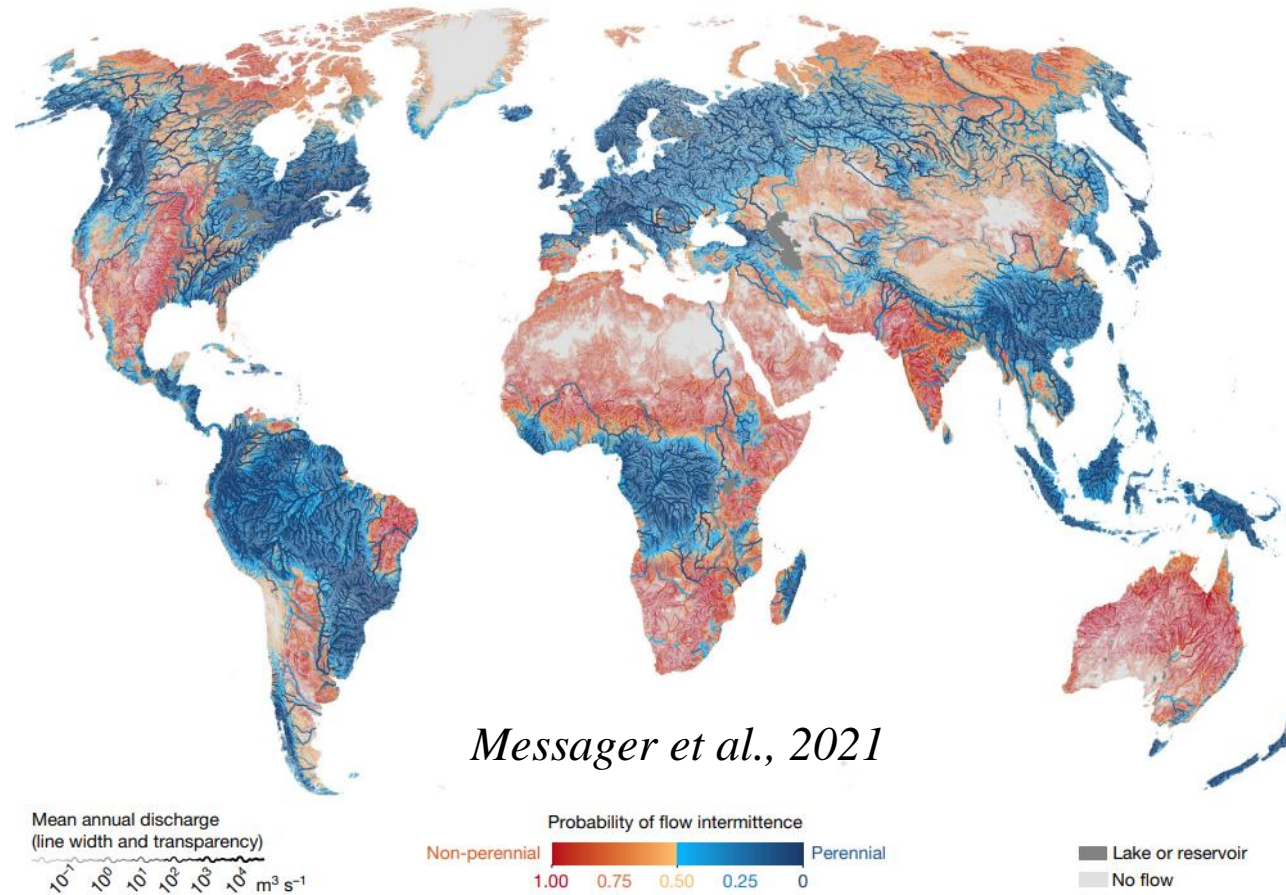 Messager et al., 2021
Mean annual discharge
(line width and transparency)
10⁻¹ 10⁰ 10¹ 10² 10³ 10⁴ m³ s⁻¹
Probability of flow intermittence
Non-perennial Perennial
1.00 0.75 0.50 0.25 0
Lake or reservoir
No flow